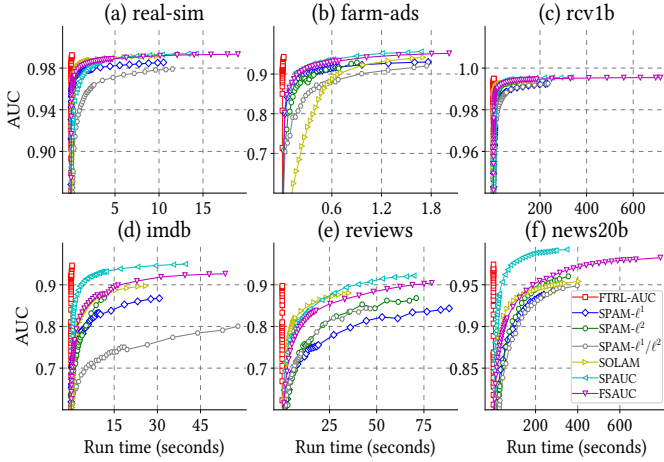 (a) real-sim
(b) farm-ads
(c) rcv1b
AUC
0.98
0.94
0.90
5 10 15
0.9
0.8
0.7
0.6 1.2 1.8
1.00
0.98
0.96
200 400 600
(d) imdb
(e) reviews
(f) news20b
AUC
0.9
0.8
0.7
15 30 45
Run time (seconds)
0.9
0.8
0.7
25 50 75
Run time (seconds)
0.95
0.90
0.85
200 400 600
Run time (seconds)
FTRL-AUC
SPAM-ℓ¹
SPAM-ℓ²
SPAM-ℓ¹/ℓ²
SOLAM
SPAUC
FSAUC